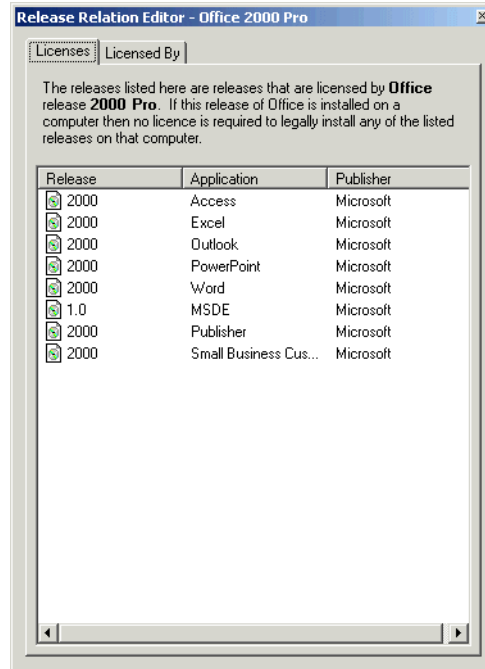 Release Relation Editor - Office 2000 Pro
Licenses Licensed By
The releases listed here are releases that are licensed by Office
release 2000 Pro. If this release of Office is installed on a
computer then no licence is required to legally install any of the listed
releases on that computer.
Release Application Publisher
2000 Access Microsoft
2000 Excel Microsoft
2000 Outlook Microsoft
2000 PowerPoint Microsoft
2000 Word Microsoft
1.0 MSDE Microsoft
2000 Publisher Microsoft
2000 Small Business Cus... Microsoft